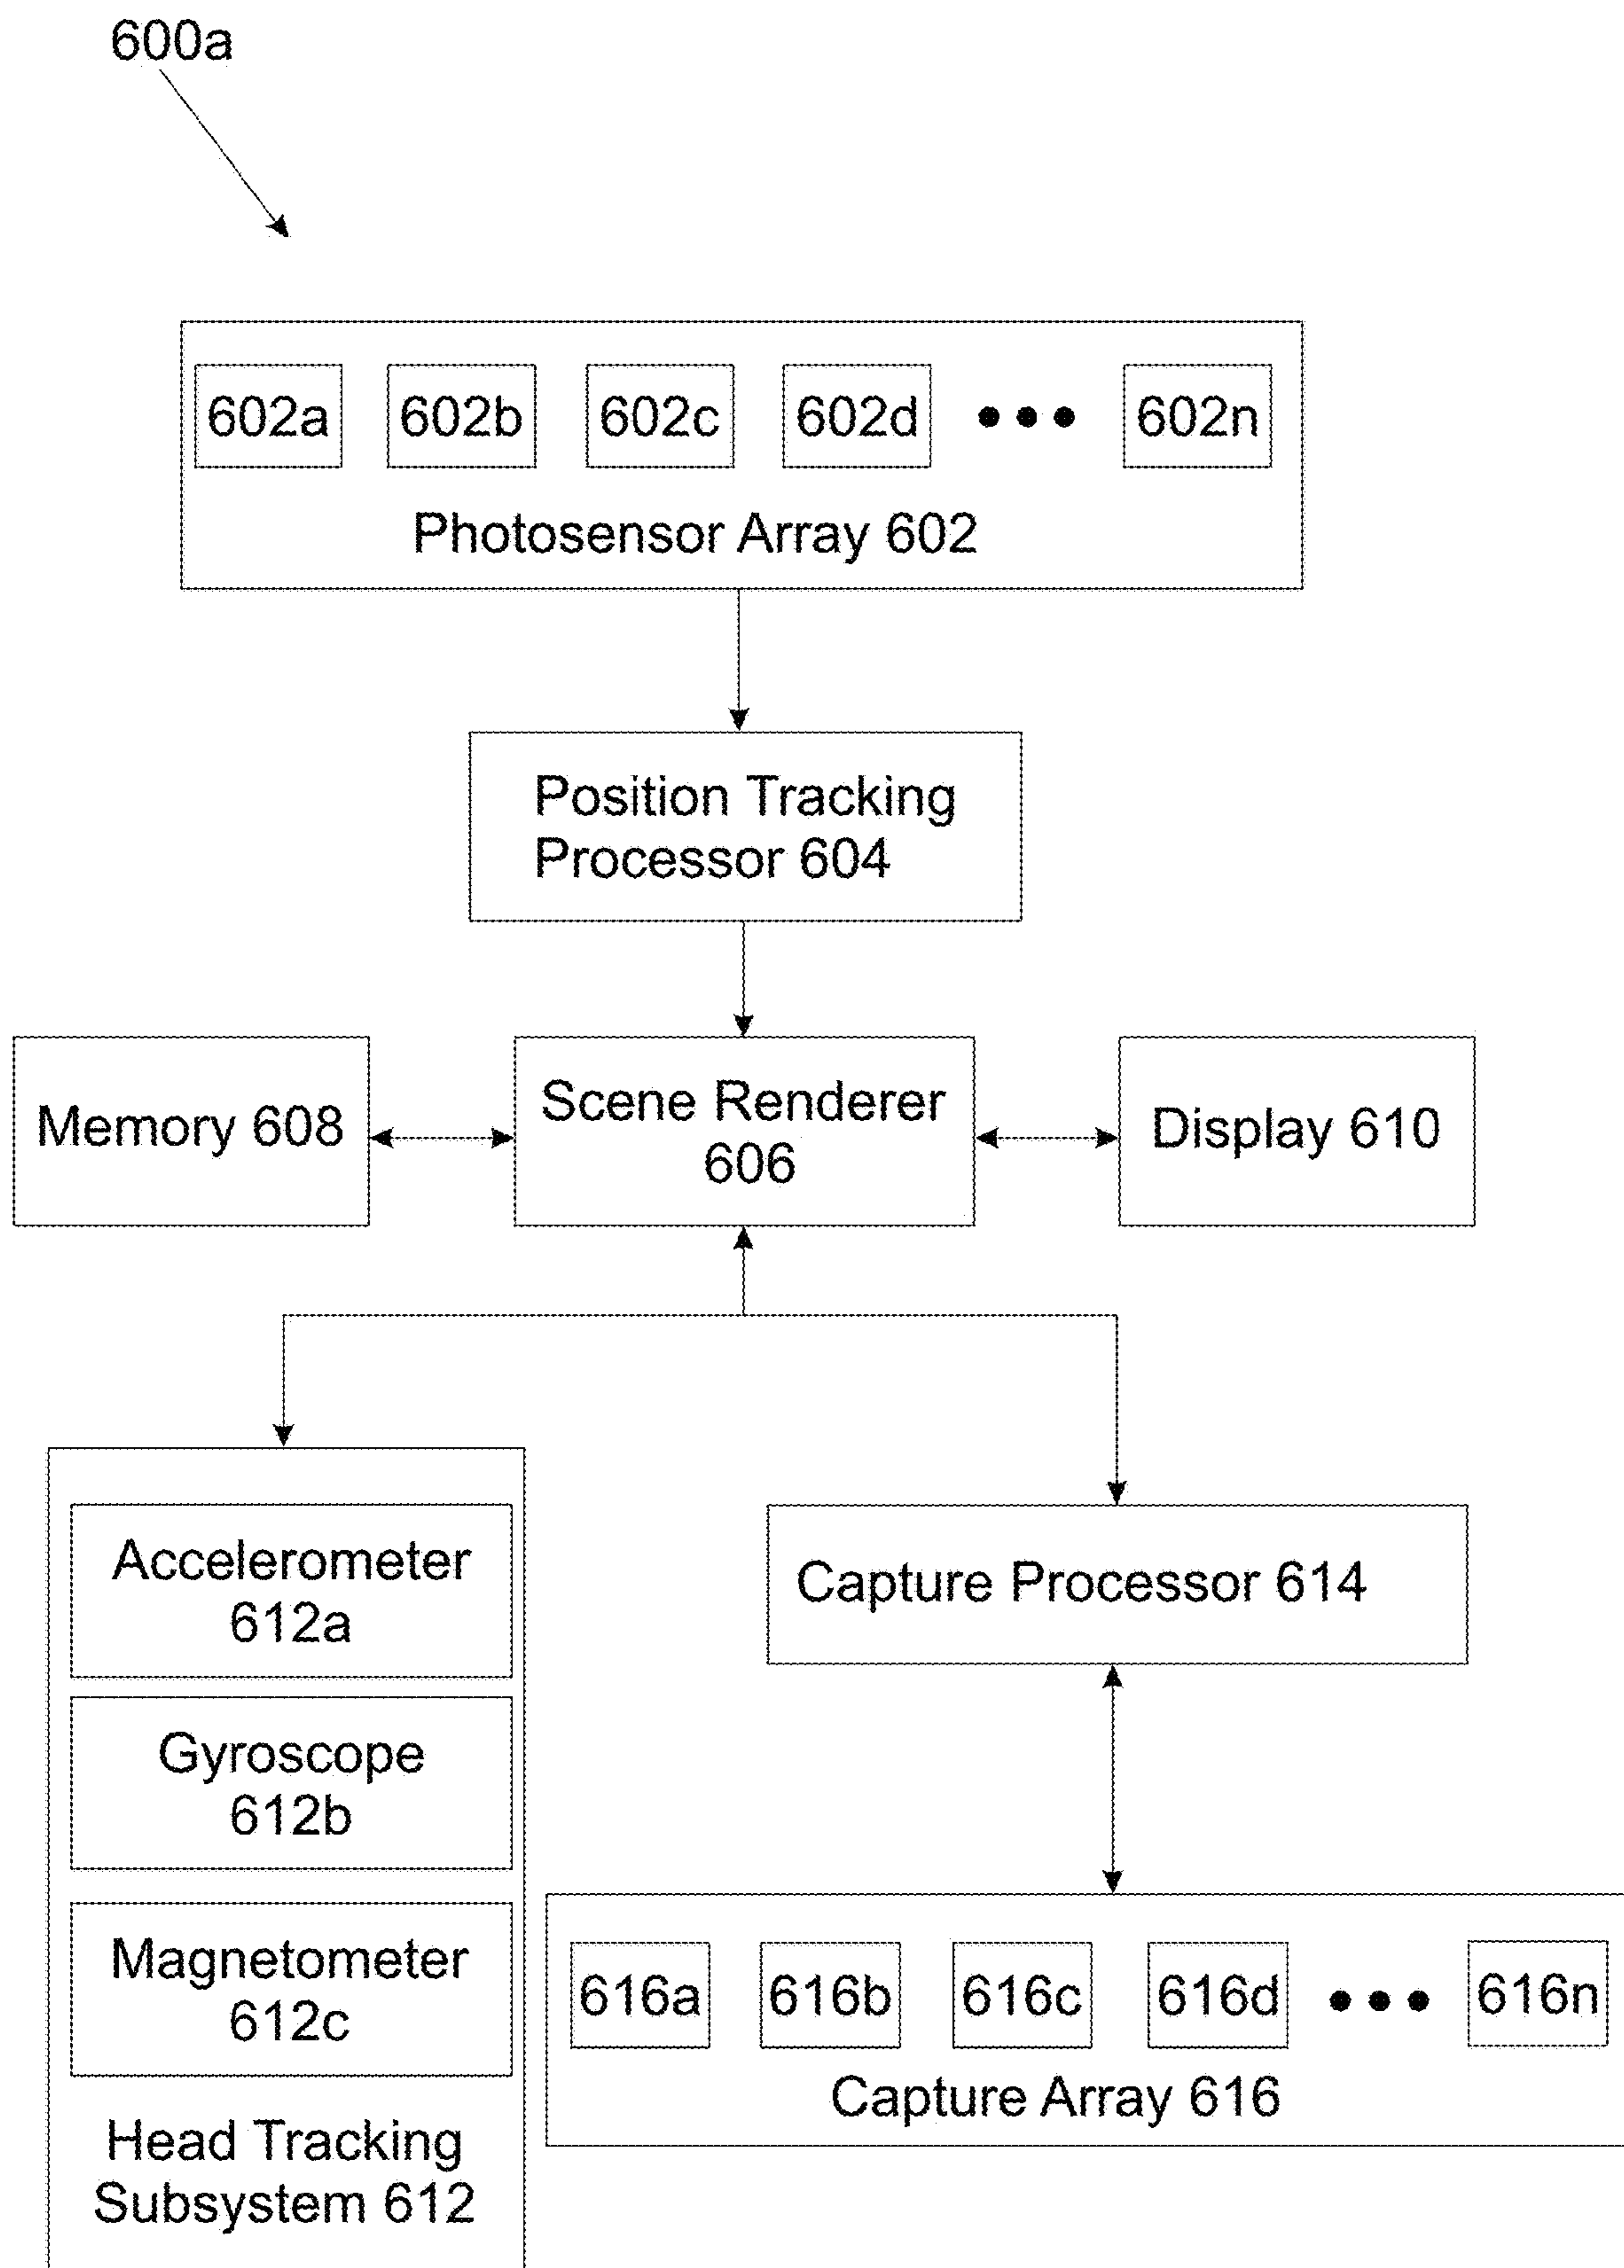 600a
602a 602b 602c 602d ••• 602n
Photosensor Array 602
Position Tracking
Processor 604
Memory 608
Scene Renderer
606
Display 610
Accelerometer
612a
Gyroscope
612b
Magnetometer
612c
Head Tracking
Subsystem 612
Capture Processor 614
616a 616b 616c 616d ••• 616n
Capture Array 616